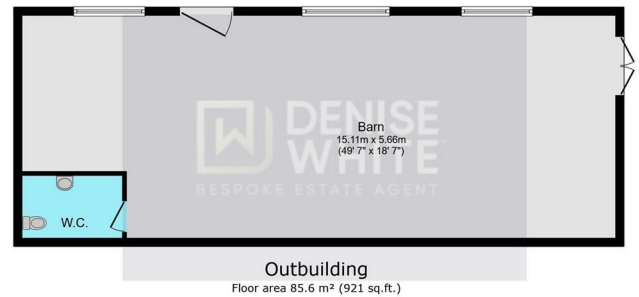 DENISE
WHITE
BESPOKE ESTATE AGENT
Barn
15.11m x 5.66m
(49' 7" x 18' 7")
W.C.
Outbuilding
Floor area 85.6 m² (921 sq.ft.)